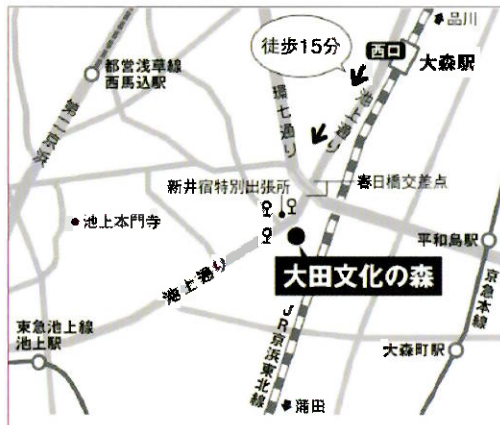 品川
徒歩15分
西口
大森駅
都営浅草線
西馬込駅
第二京浜
環七通り
池上通り
新井宿特別出張所
春日橋交差点
池上本門寺
平和島駅
池上通り
大田文化の森
京急本線
東急池上線
池上駅
JR京浜東北線
大森町駅
蒲田